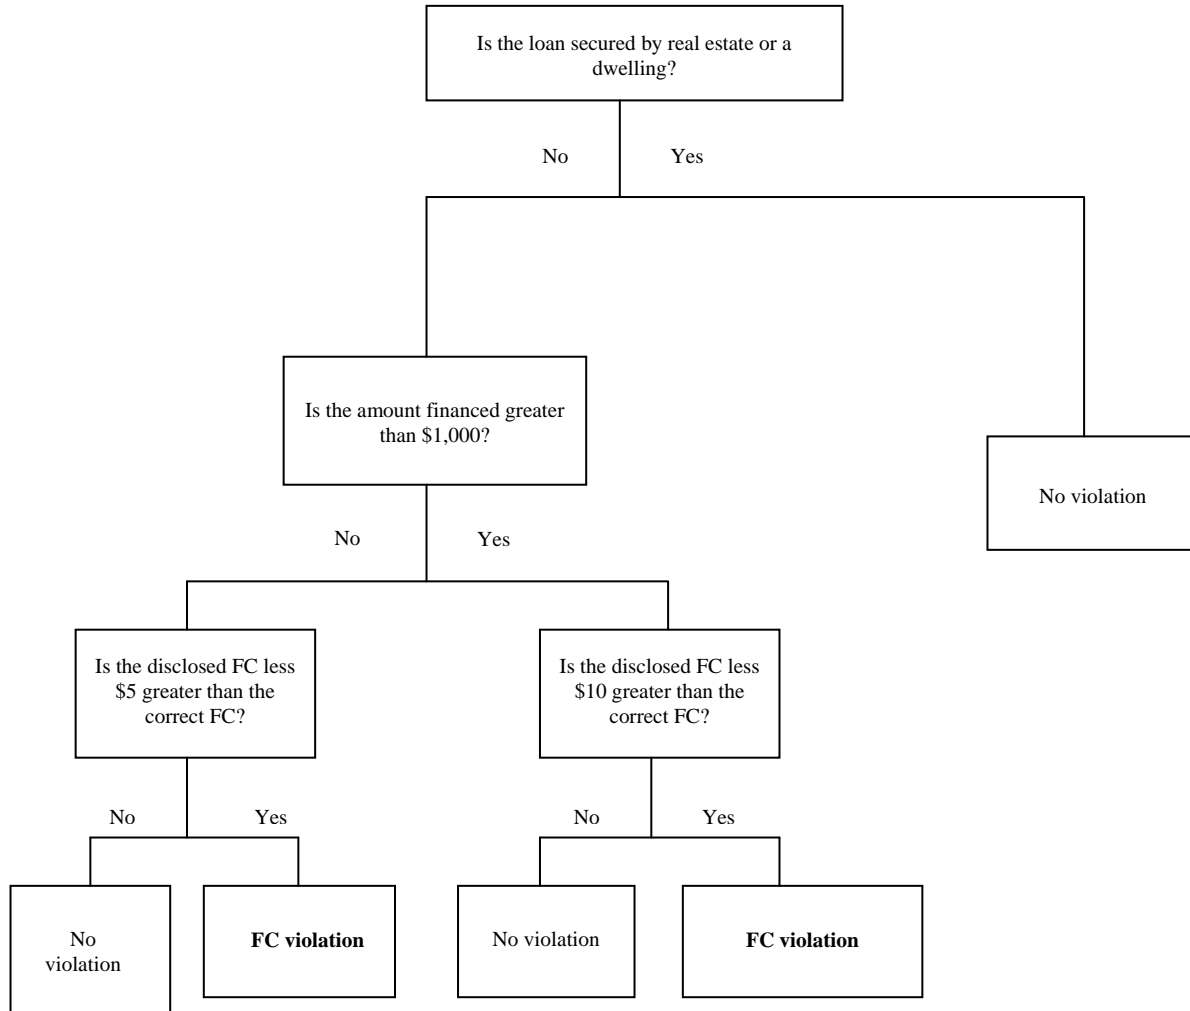 Is the loan secured by real estate or a
dwelling?
No
Yes
Is the amount financed greater
than $1,000?
No violation
No
Yes
Is the disclosed FC less
$5 greater than the
correct FC?
Is the disclosed FC less
$10 greater than the
correct FC?
No
Yes
No
Yes
No
violation
FC violation
No violation
FC violation